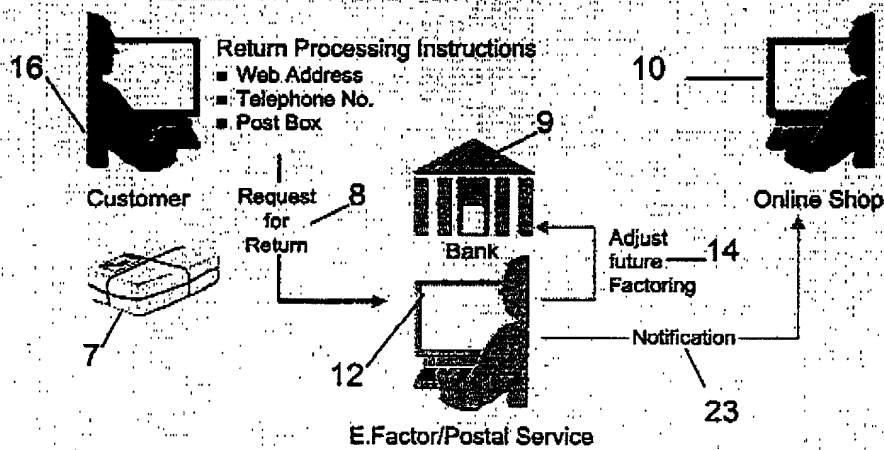 Return Processing Instructions
16
▪ Web Address
10
▪ Telephone No.
▪ Post Box
9
Customer
Request
for
Return
8
Bank
Online Shop
Adjust
future
Factoring
14
7
12
Notification
23
E.Factor/Postal Service